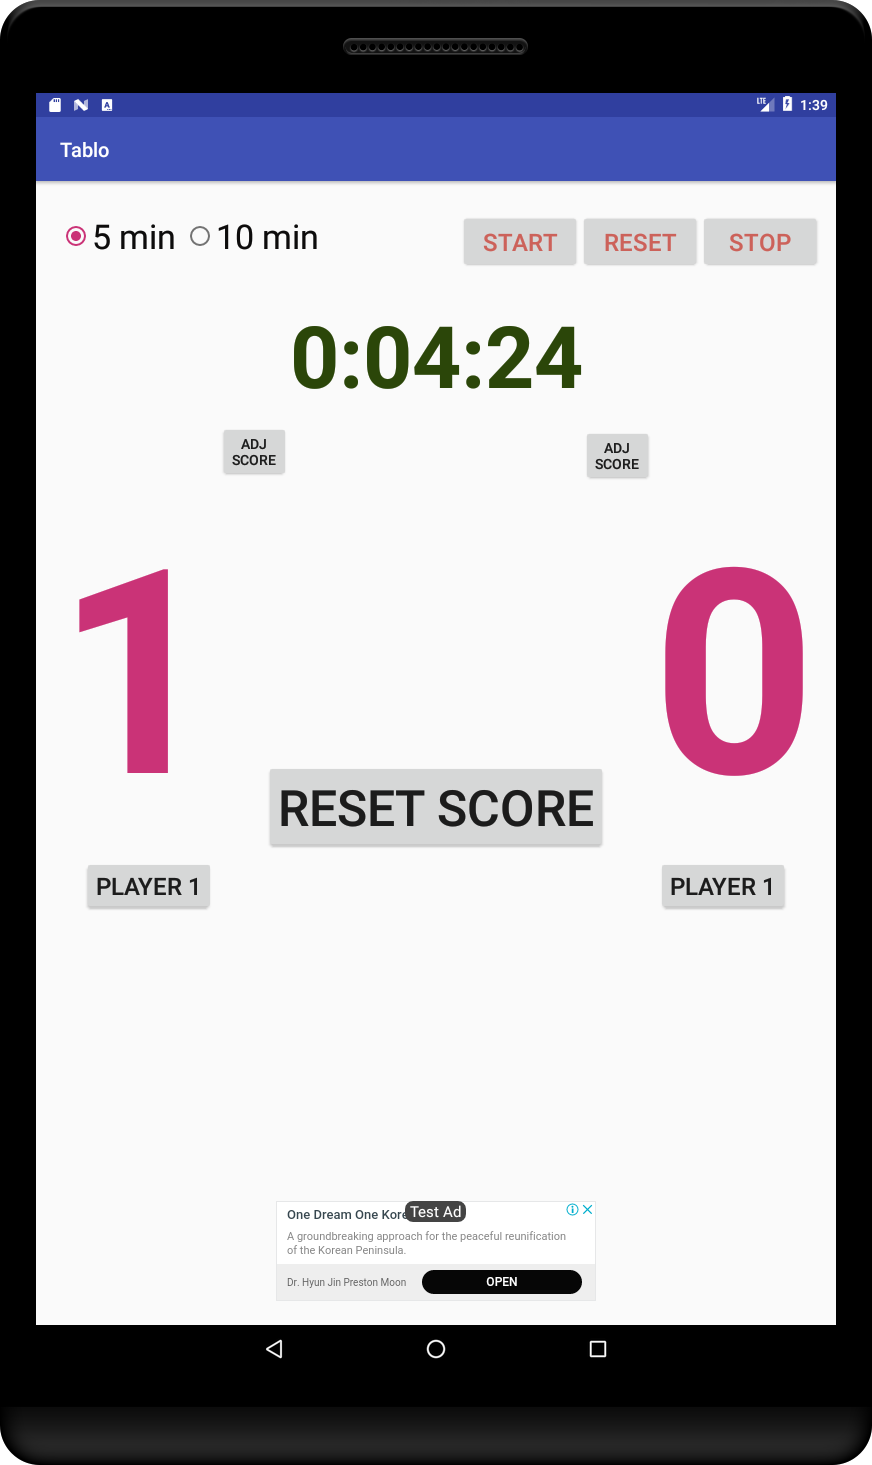 LTE 1:39
Tablo
5 min 10 min START RESET STOP
0:04:24
ADJ
SCORE
ADJ
SCORE
1 0
RESET SCORE
PLAYER 1 PLAYER 1
Test Ad
One Dream One Kore
A groundbreaking approach for the peaceful reunification
of the Korean Peninsula.
Dr. Hyun Jin Preston Moon OPEN